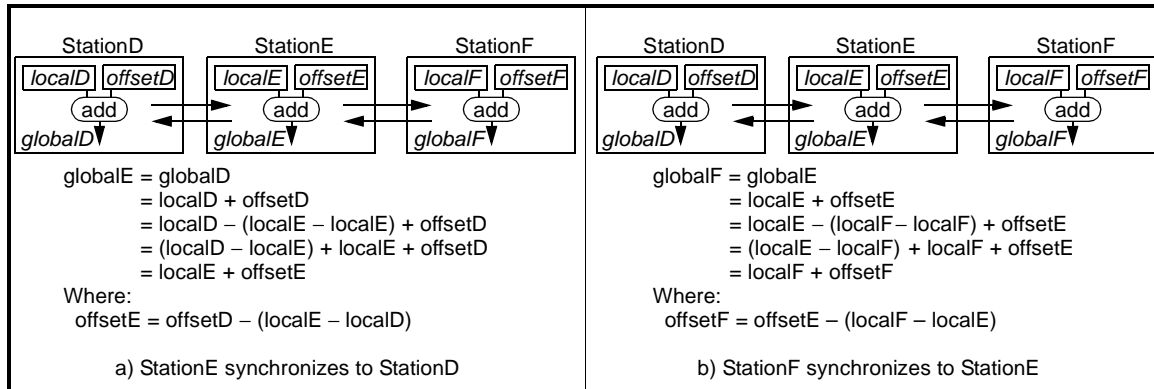 StationD StationE StationF
localD offsetD localE offsetE localF offsetF
add add add
globalD globalE globalF
globalE = globalD
= localD + offsetD
= localD – (localE – localE) + offsetD
= (localD – localE) + localE + offsetD
= localE + offsetE
Where:
offsetE = offsetD – (localE – localD)
a) StationE synchronizes to StationD
StationD StationE StationF
localD offsetD localE offsetE localF offsetF
add add add
globalD globalE globalF
globalF = globalE
= localE + offsetE
= localE – (localF – localF) + offsetE
= (localE – localF) + localF + offsetE
= localF + offsetF
Where:
offsetF = offsetE – (localF – localE)
b) StationF synchronizes to StationE